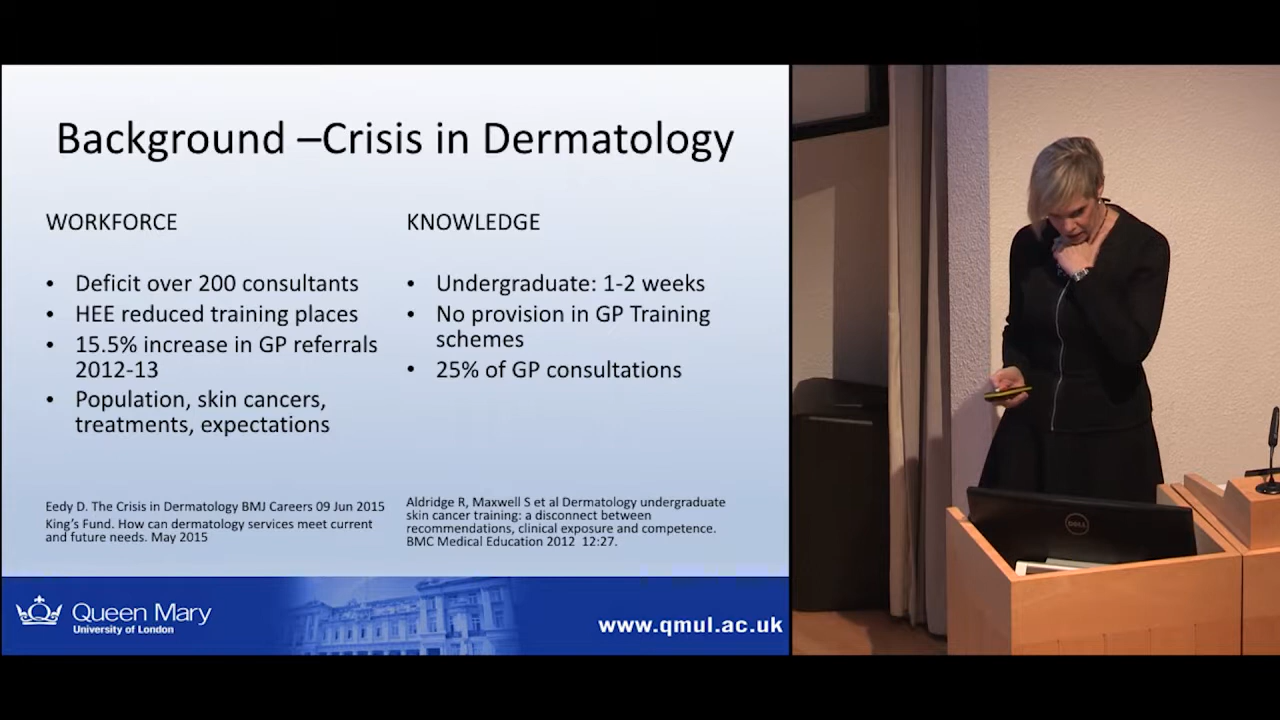 Background –Crisis in Dermatology
WORKFORCE
• Deficit over 200 consultants
• HEE reduced training places
• 15.5% increase in GP referrals
2012-13
• Population, skin cancers,
treatments, expectations
Eedy D. The Crisis in Dermatology BMJ Careers 09 Jun 2015
King's Fund. How can dermatology services meet current
and future needs. May 2015
KNOWLEDGE
• Undergraduate: 1-2 weeks
• No provision in GP Training
schemes
• 25% of GP consultations
Aldridge R, Maxwell S et al Dermatology undergraduate
skin cancer training: a disconnect between
recommendations, clinical exposure and competence.
BMC Medical Education 2012 12:27.
Queen Mary
University of London
www.qmul.ac.uk
DELL